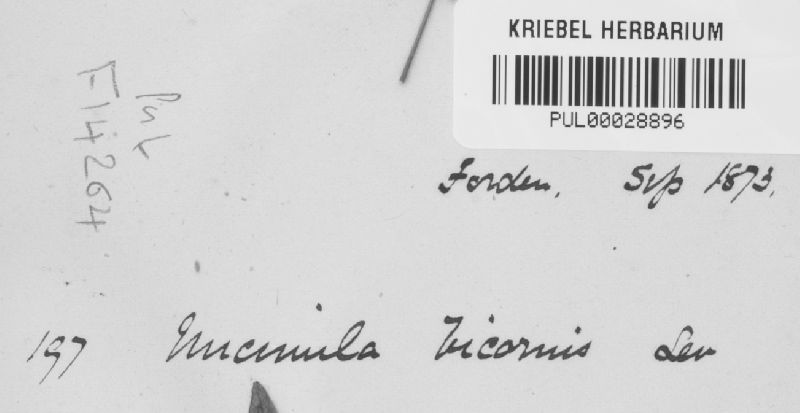 KRIEBEL HERBARIUM
PUL00028896
Pul
F14264
Forden, Sep 1873.
197 Uncinula bicornis Lev